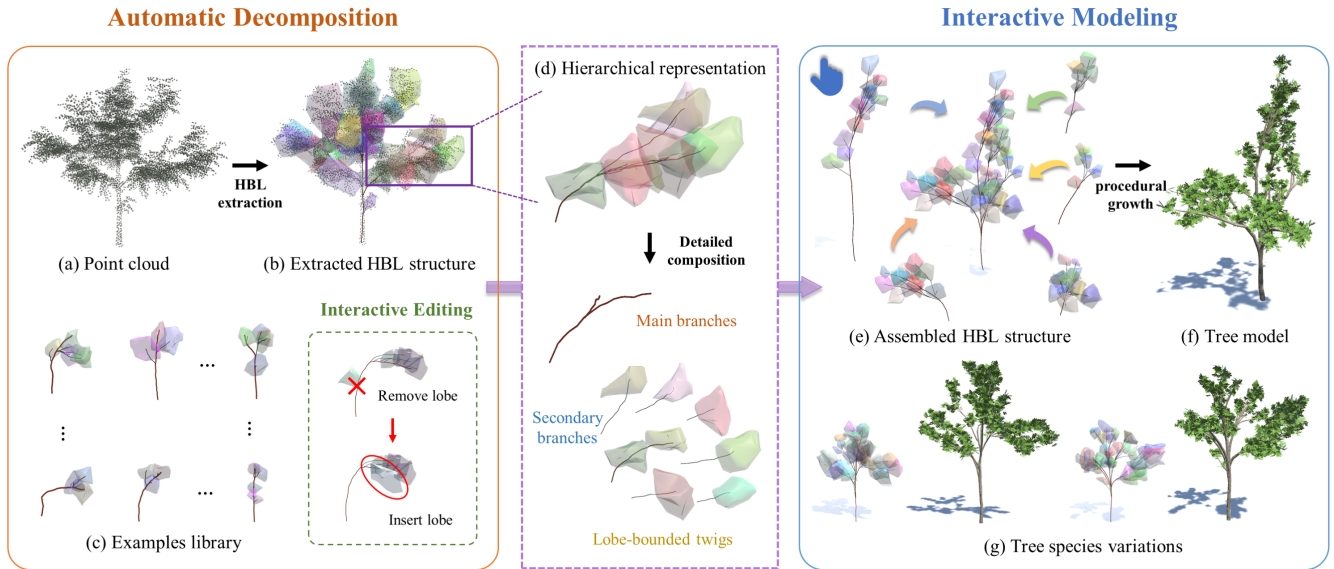 Automatic Decomposition
Interactive Modeling
HBL
extraction
(a) Point cloud
(b) Extracted HBL structure
Interactive Editing
Remove lobe
Insert lobe
...
...
...
...
(c) Examples library
(d) Hierarchical representation
Detailed
composition
Main branches
Secondary
branches
Lobe-bounded twigs
procedural
growth
(e) Assembled HBL structure
(f) Tree model
(g) Tree species variations